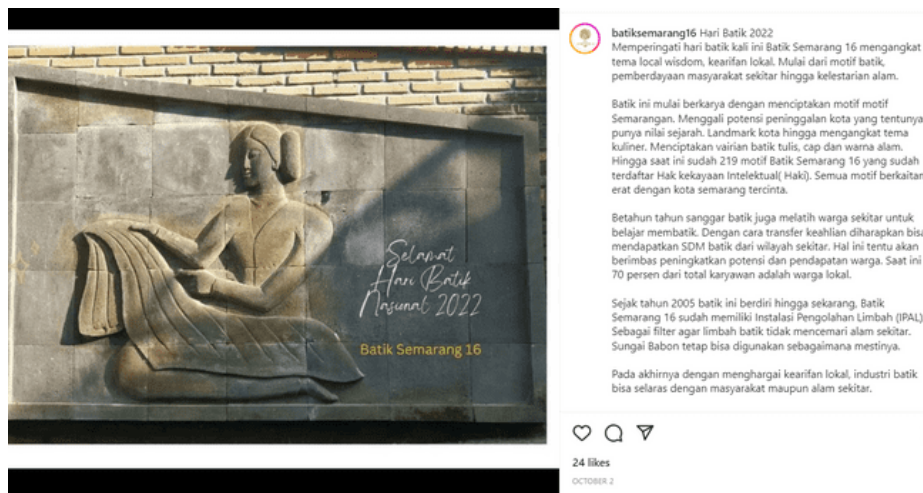 Selamat
Hari Batik
Nasional 2022
Batik Semarang 16
batiksemarang16 Hari Batik 2022
Memperingati hari batik kali ini Batik Semarang 16 mengangkat
tema local wisdom, kearifan lokal. Mulai dari motif batik,
pemberdayaan masyarakat sekitar hingga kelestarian alam.
Batik ini mulai berkarya dengan menciptakan motif motif
Semarangan. Menggali potensi peninggalan kota yang tentunya
punya nilai sejarah. Landmark kota hingga mengangkat tema
kuliner. Menciptakan vairian batik tulis, cap dan warna alam.
Hingga saat ini sudah 219 motif Batik Semarang 16 yang sudah
terdaftar Hak kekayaan Intelektual( Haki). Semua motif berkaitan
erat dengan kota semarang tercinta.
Betahun tahun sanggar batik juga melatih warga sekitar untuk
belajar membatik. Dengan cara transfer keahlian diharapkan bisa
mendapatkan SDM batik dari wilayah sekitar. Hal ini tentu akan
berimbas peningkatkan potensi dan pendapatan warga. Saat ini
70 persen dari total karyawan adalah warga lokal.
Sejak tahun 2005 batik ini berdiri hingga sekarang, Batik
Semarang 16 sudah memiliki Instalasi Pengolahan Limbah (IPAL)
Sebagai filter agar limbah batik tidak mencemari alam sekitar.
Sungai Babon tetap bisa digunakan sebagaimana mestinya.
Pada akhirnya dengan menghargai kearifan lokal, industri batik
bisa selaras dengan masyarakat maupun alam sekitar.
24 likes
OCTOBER 2